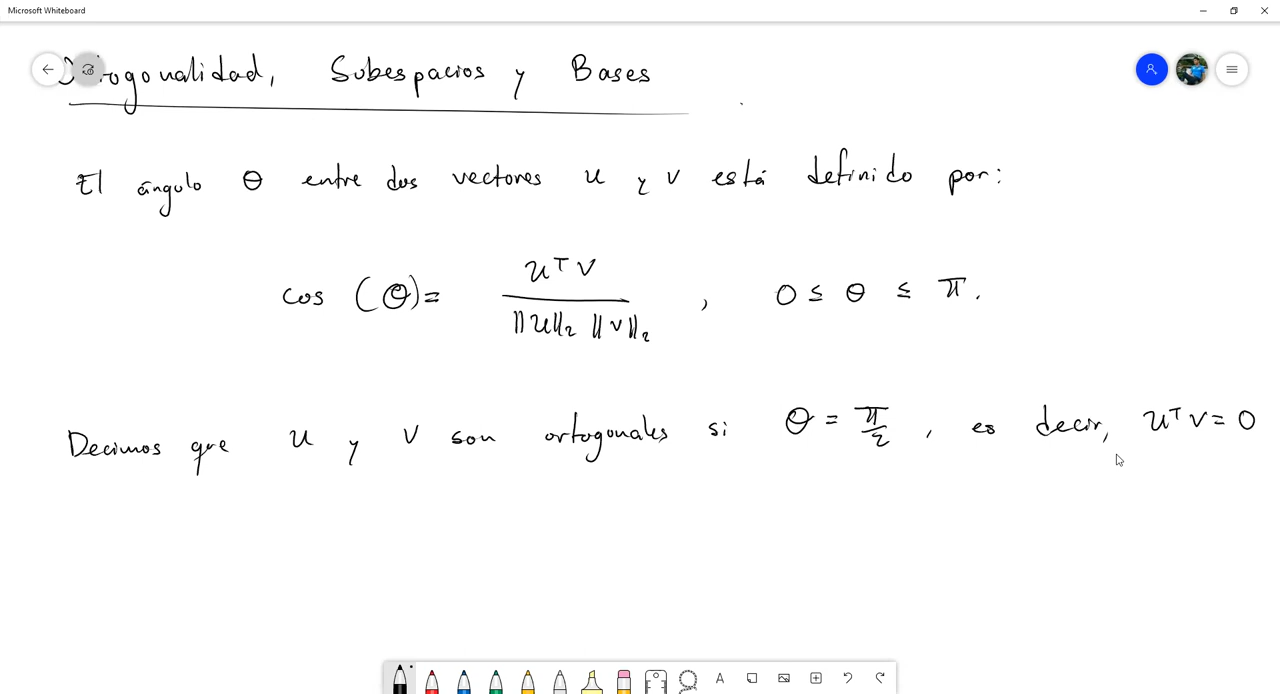 Microsoft Whiteboard
Ortogonalidad, Subespacios y Bases
El ángulo θ entre dos vectores u y v está definido por:
cos (θ) = uᵀv / ||u||₂ ||v||₂ , 0 ≤ θ ≤ π.
Decimos que u y v son ortogonales si θ = π/2 , es decir, uᵀv = 0